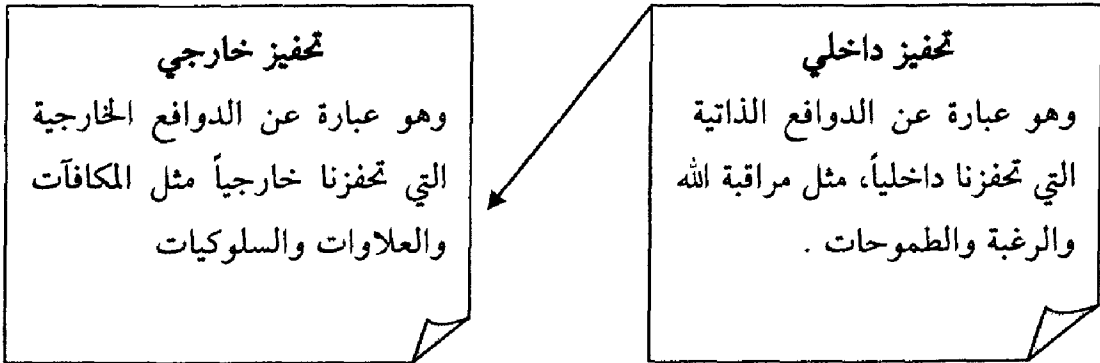 تحفيز داخلي
وهو عبارة عن الدوافع الذاتية
التي تحفزنا داخلياً، مثل مراقبة الله
والرغبة والطموحات .
تحفيز خارجي
وهو عبارة عن الدوافع الخارجية
التي تحفزنا خارجياً مثل المكافآت
والعلاوات والسلوكيات